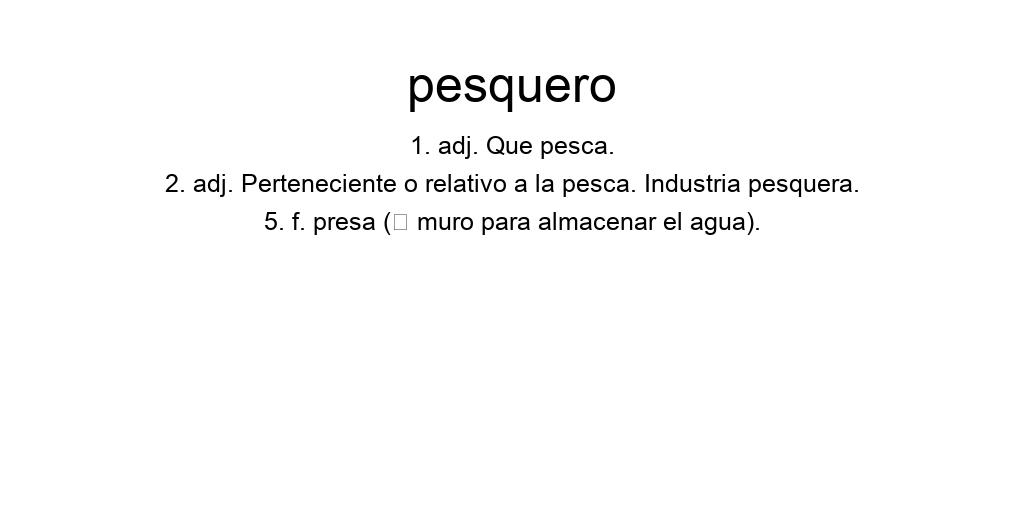 pesquero
1. adj. Que pesca.
2. adj. Perteneciente o relativo a la pesca. Industria pesquera.
5. f. presa (□ muro para almacenar el agua).